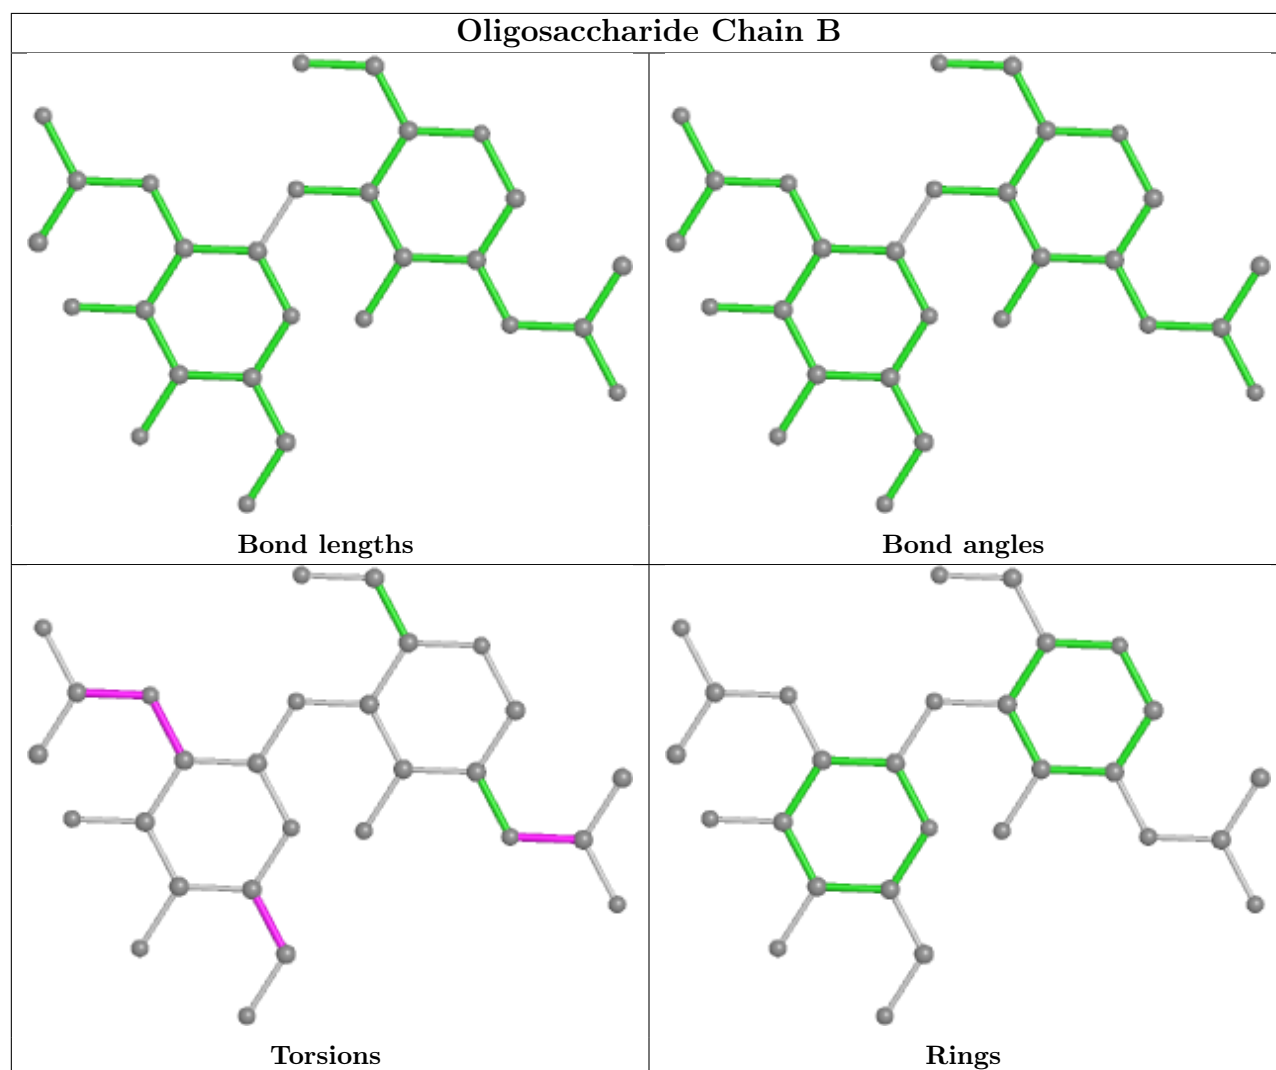 Oligosaccharide Chain B
Bond lengths
Bond angles
Torsions
Rings